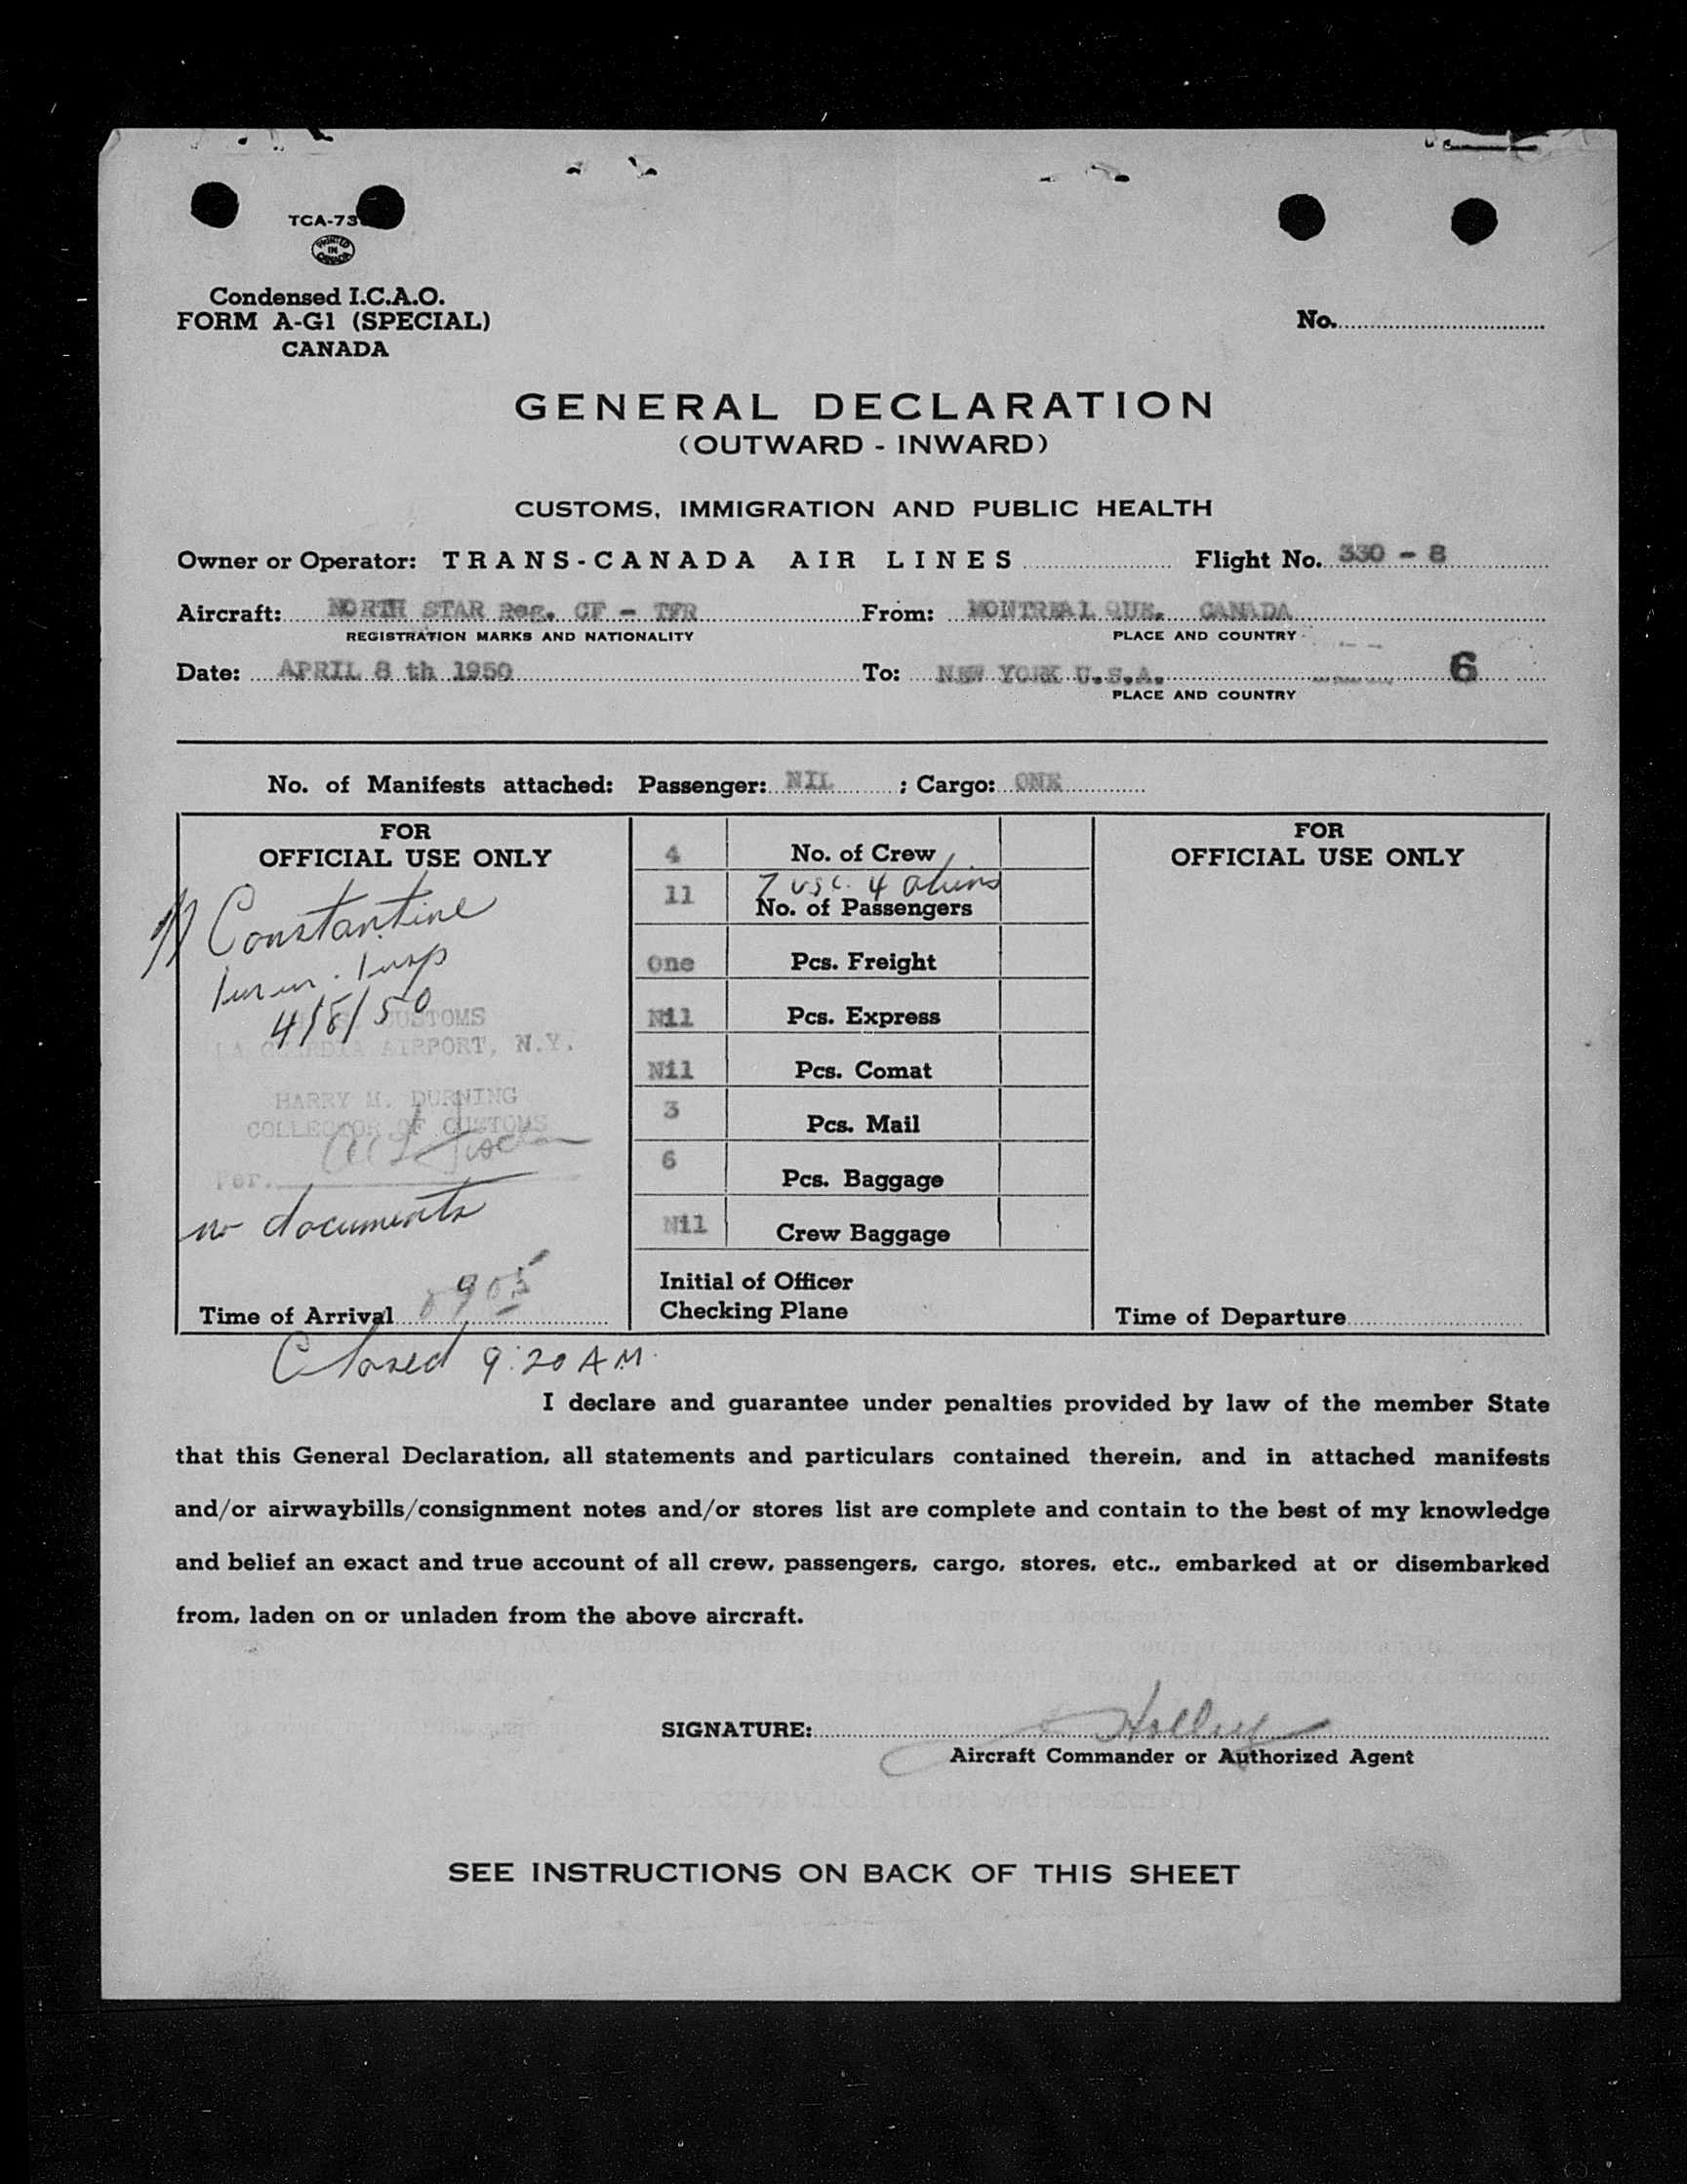 TCA-73
PRINTED IN CANADA
Condensed I.C.A.O.
FORM A-G1 (SPECIAL)
CANADA
No.
GENERAL DECLARATION
(OUTWARD - INWARD)
CUSTOMS, IMMIGRATION AND PUBLIC HEALTH
Owner or Operator: TRANS-CANADA AIR LINES Flight No. 330 - 8
Aircraft: NORTH STAR Reg. CF - TFR From: MONTREAL QUE. CANADA
REGISTRATION MARKS AND NATIONALITY PLACE AND COUNTRY
Date: APRIL 8 th 1950 To: NEW YORK U.S.A. 6
PLACE AND COUNTRY
No. of Manifests attached: Passenger: NIL ; Cargo: ONE
FOR
OFFICIAL USE ONLY
Constantine
Imm. Insp
4/8/50
CUSTOMS
LA GUARDIA AIRPORT, N.Y.
HARRY M. DURNING
COLLECTOR OF CUSTOMS
Per.
no documents
Time of Arrival 0905
4 No. of Crew
7 usc. 4 aliens
11 No. of Passengers
One Pcs. Freight
Nil Pcs. Express
Nil Pcs. Comat
3 Pcs. Mail
6 Pcs. Baggage
Nil Crew Baggage
Initial of Officer
Checking Plane
FOR
OFFICIAL USE ONLY
Time of Departure
Closed 9:20 AM
I declare and guarantee under penalties provided by law of the member State
that this General Declaration, all statements and particulars contained therein, and in attached manifests
and/or airwaybills/consignment notes and/or stores list are complete and contain to the best of my knowledge
and belief an exact and true account of all crew, passengers, cargo, stores, etc., embarked at or disembarked
from, laden on or unladen from the above aircraft.
SIGNATURE:
Aircraft Commander or Authorized Agent
SEE INSTRUCTIONS ON BACK OF THIS SHEET